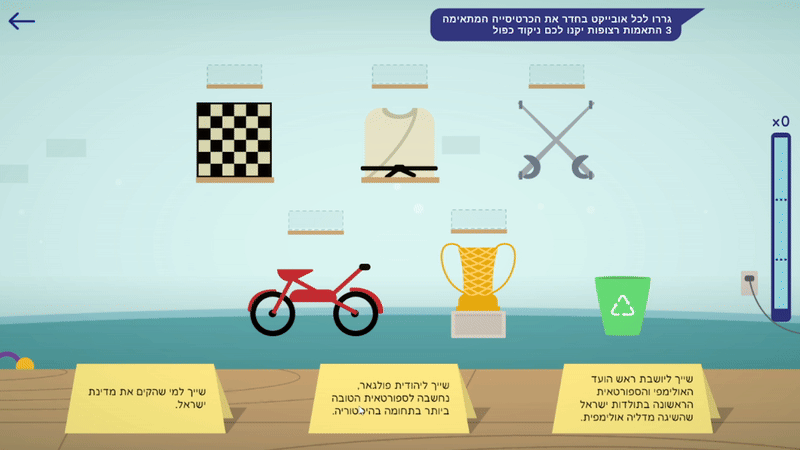 גררו לכל אובייקט בחדר את הכרטיסייה המתאימה
3 התאמות רצופות יקנו לכם ניקוד כפול
x0
שייך ליושבת ראש הועד
האולימפי והספורטאית
הראשונה בתולדות ישראל
שהשיגה מדליה אולימפית.
שייך ליהודית פולגאר,
נחשבה לספורטאית הטובה
ביותר בתחומה בהיסטוריה.
שייך למי שהקים את מדינת
ישראל.